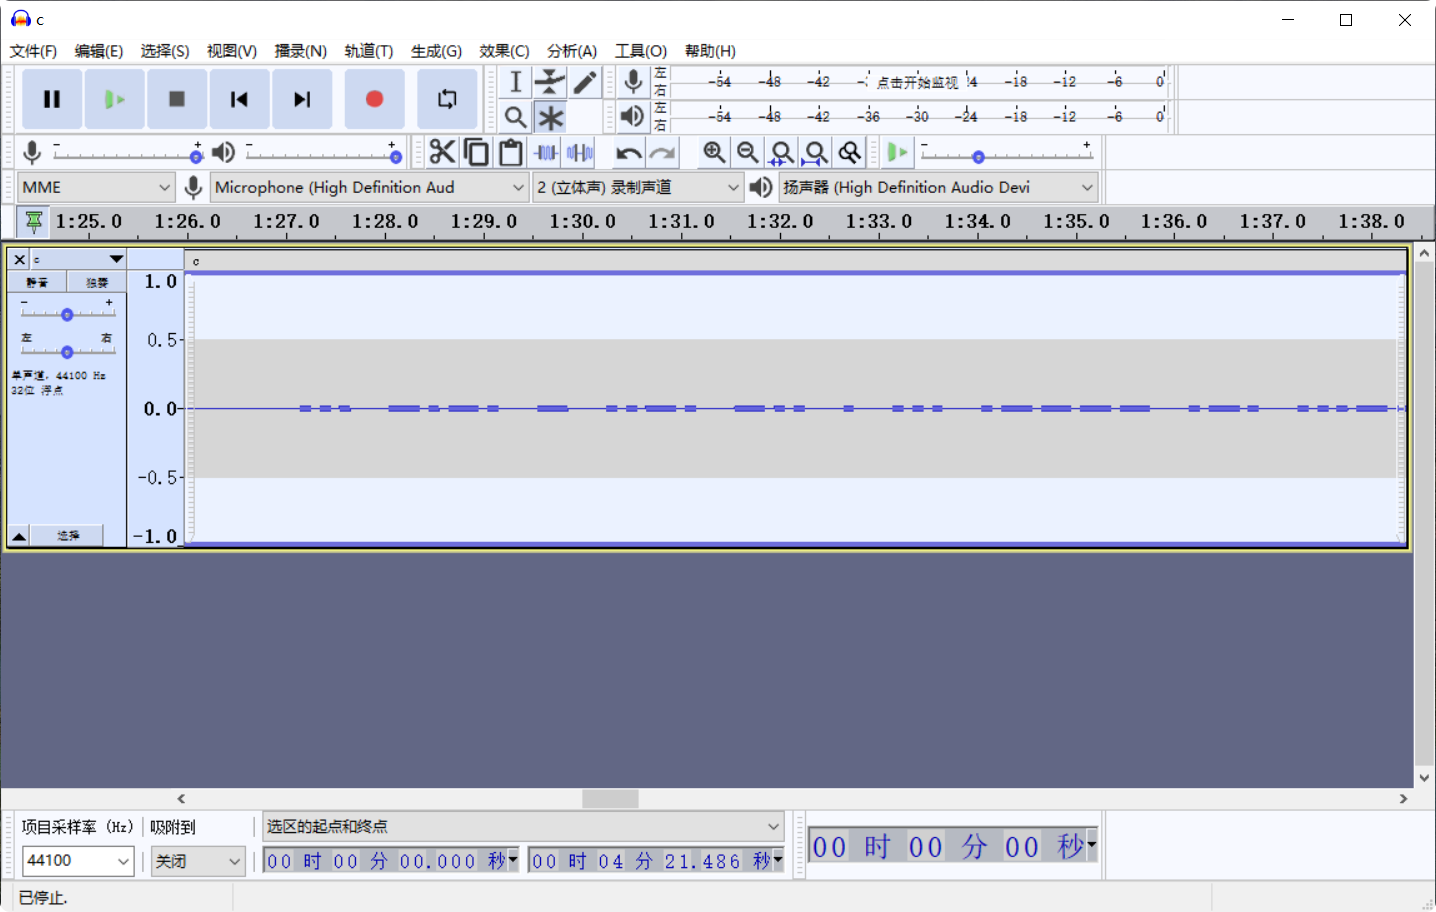 c
文件(F) 编辑(E) 选择(S) 视图(V) 播录(N) 轨道(T) 生成(G) 效果(C) 分析(A) 工具(O) 帮助(H)
左 -54 -48 -42 点击开始监视 -18 -12 -6 0
右
左 -54 -48 -42 -36 -30 -24 -18 -12 -6 0
右
- + - + - +
MME Microphone (High Definition Aud 2 (立体声) 录制声道 扬声器 (High Definition Audio Devi
1:25.0 1:26.0 1:27.0 1:28.0 1:29.0 1:30.0 1:31.0 1:32.0 1:33.0 1:34.0 1:35.0 1:36.0 1:37.0 1:38.0
c c
静音 独奏 1.0
- +
左 右 0.5
单声道, 44100 Hz
32位 浮点
0.0
-0.5
选择 -1.0
项目采样率 (Hz) 吸附到 选区的起点和终点
44100 关闭 00 时 00 分 00.000 秒 00 时 04 分 21.486 秒 00 时 00 分 00 秒
已停止.